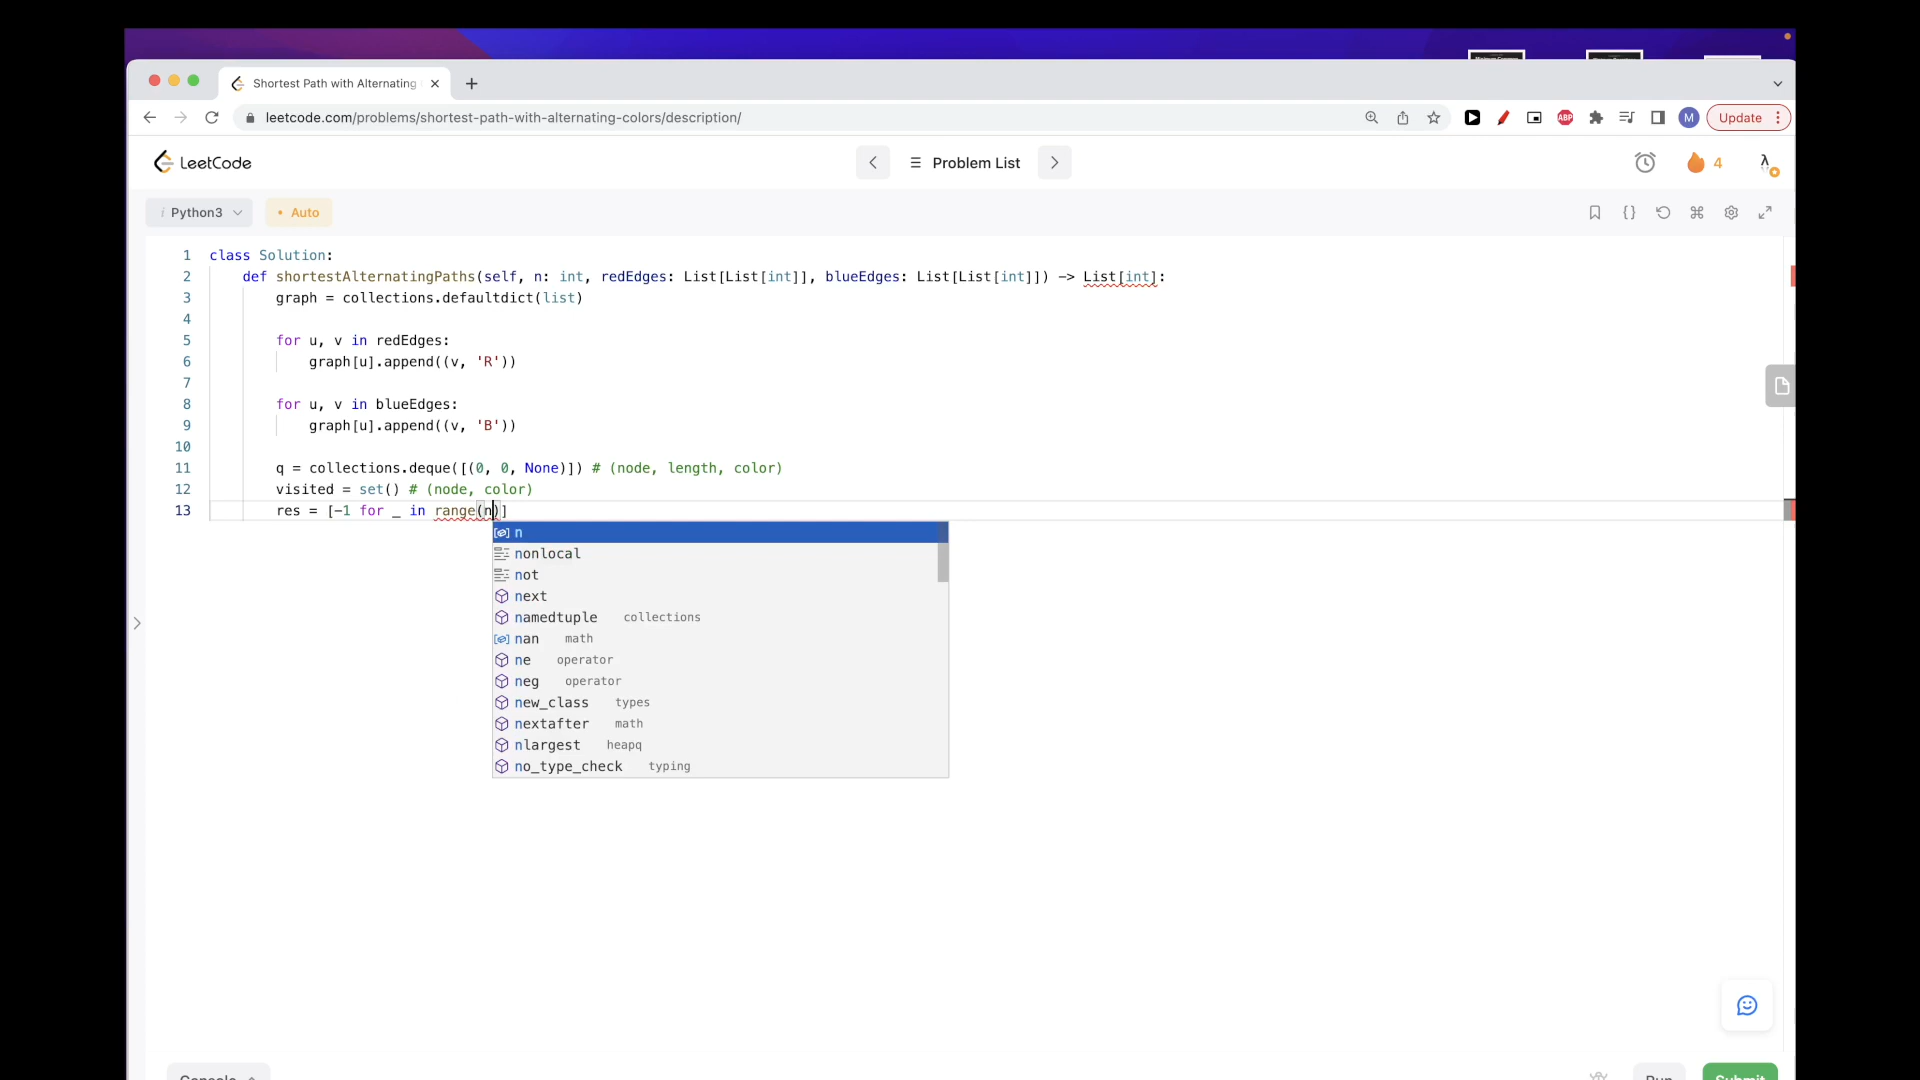 Shortest Path with Alternating
leetcode.com/problems/shortest-path-with-alternating-colors/description/
ABP
M
Update
LeetCode
Problem List
4
i Python3
• Auto
1 class Solution:
2 def shortestAlternatingPaths(self, n: int, redEdges: List[List[int]], blueEdges: List[List[int]]) -> List[int]:
3 graph = collections.defaultdict(list)
4
5 for u, v in redEdges:
6 graph[u].append((v, 'R'))
7
8 for u, v in blueEdges:
9 graph[u].append((v, 'B'))
10
11 q = collections.deque([(0, 0, None)]) # (node, length, color)
12 visited = set() # (node, color)
13 res = [-1 for _ in range(n)]
n
nonlocal
not
next
namedtuple collections
nan math
ne operator
neg operator
new_class types
nextafter math
nlargest heapq
no_type_check typing
Console
Run
Submit